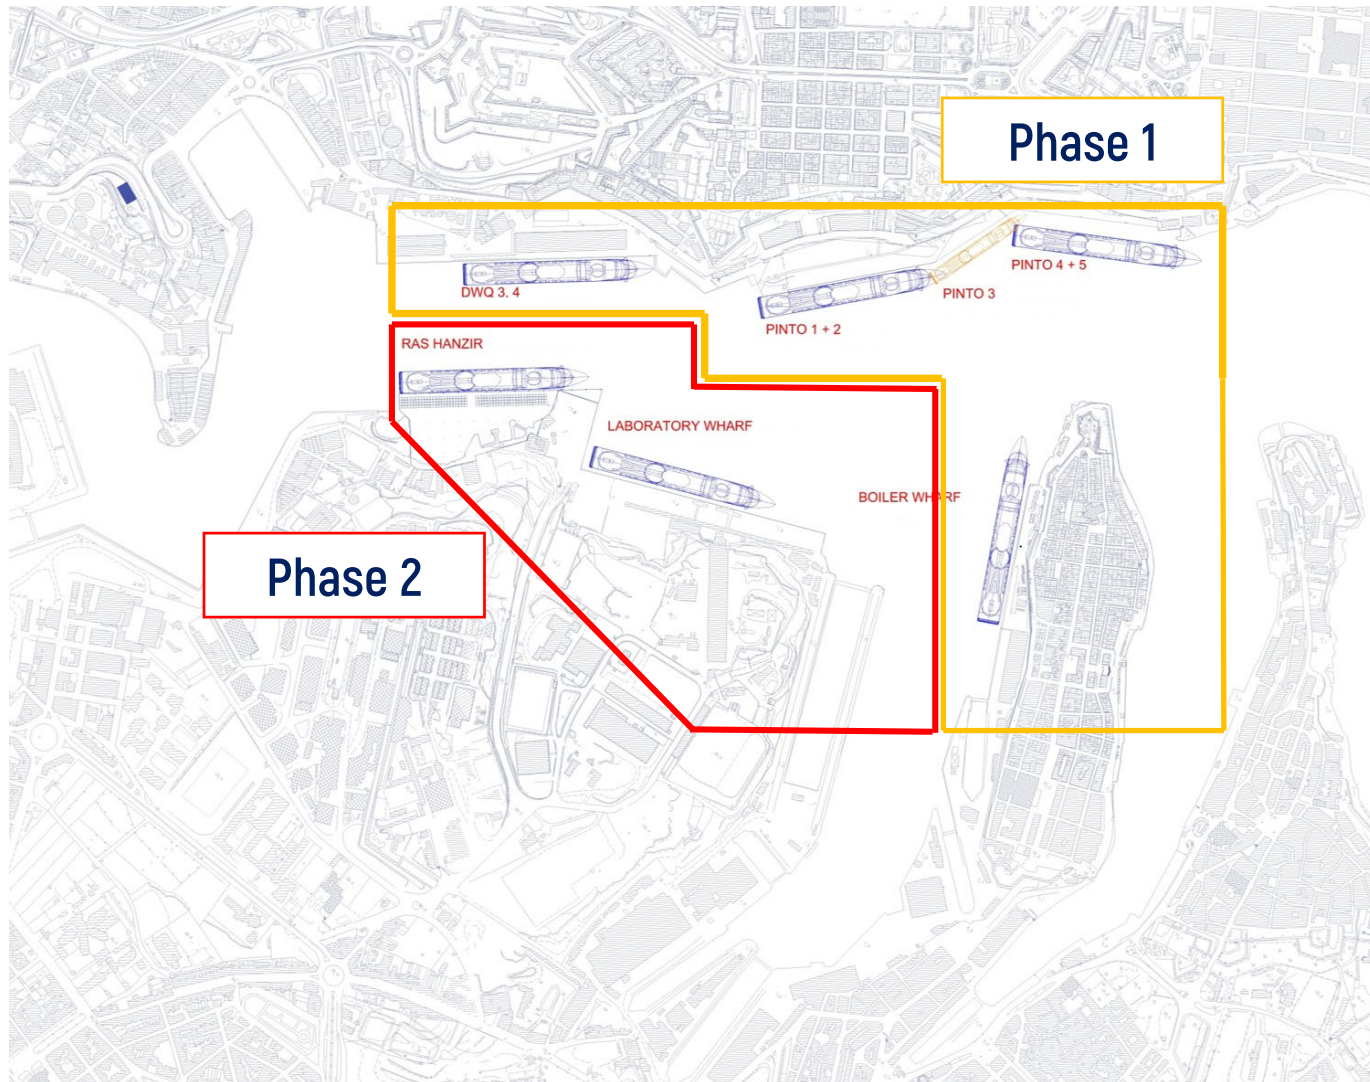 Phase 1
PINTO 4 + 5
DWQ 3, 4
PINTO 3
PINTO 1 + 2
RAS HANZIR
LABORATORY WHARF
BOILER WHARF
Phase 2